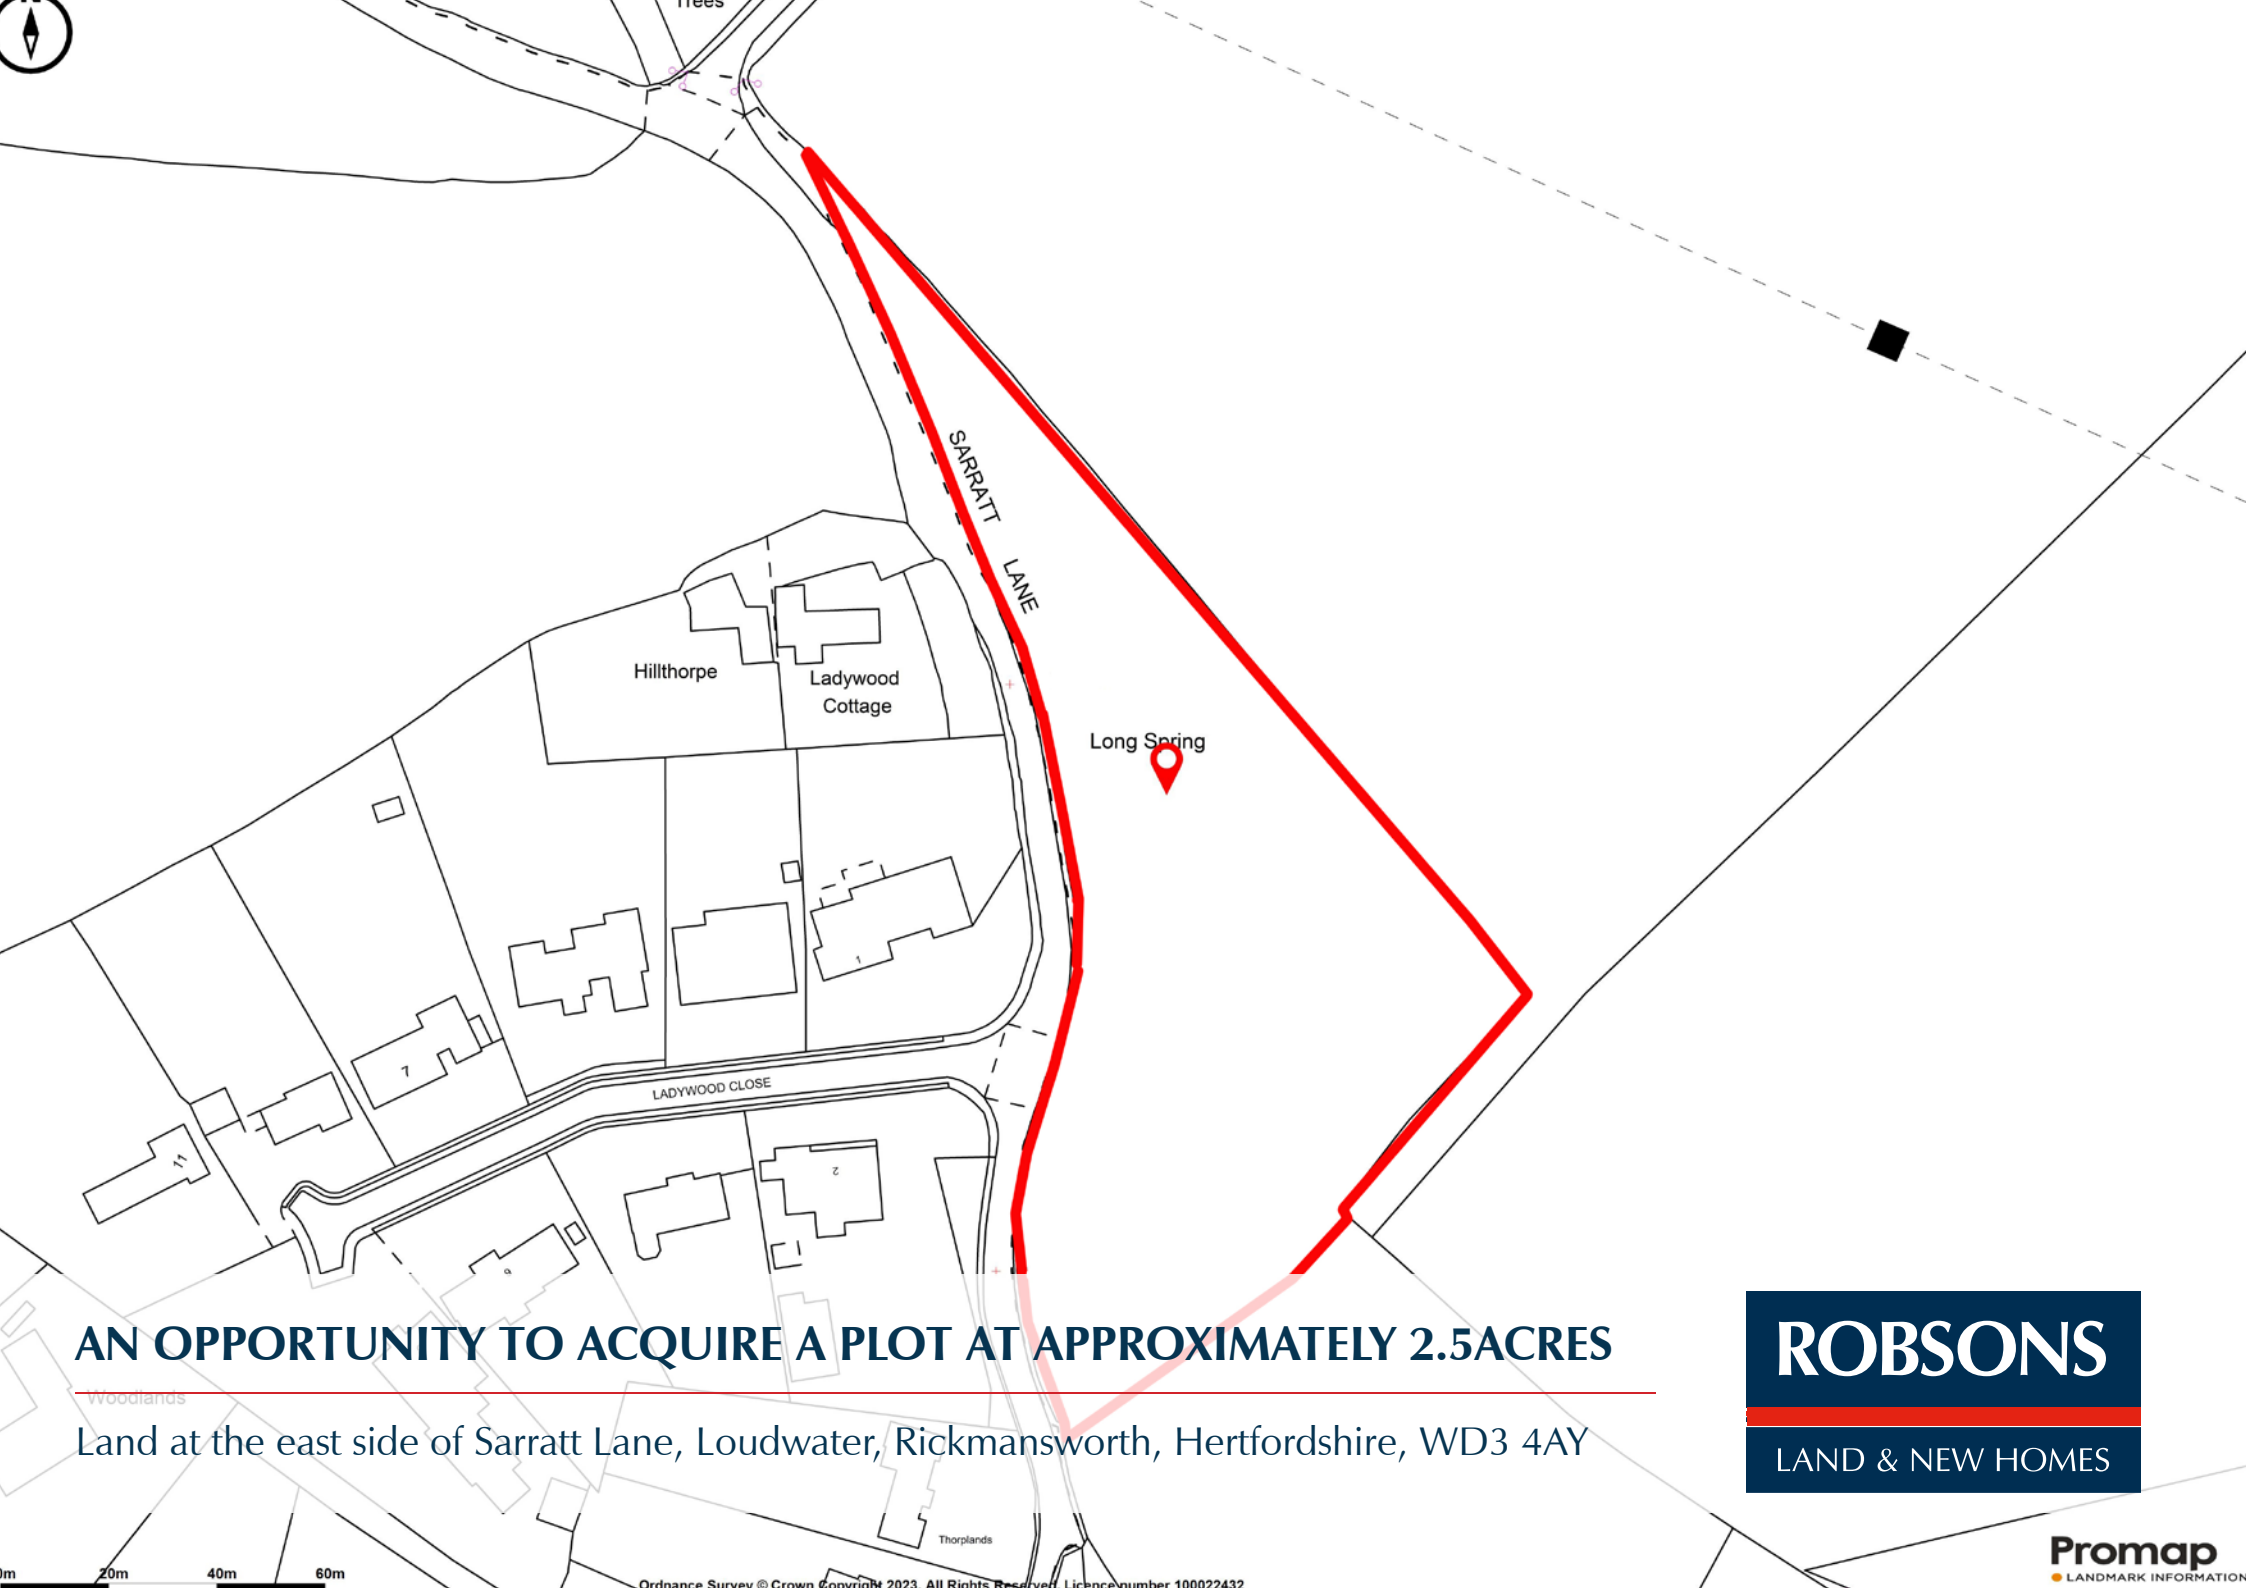 Trees
N
SARRATT LANE
Hillthorpe
Ladywood
Cottage
Long Spring
1
7
LADYWOOD CLOSE
11
2
9
AN OPPORTUNITY TO ACQUIRE A PLOT AT APPROXIMATELY 2.5ACRES
Woodlands
Land at the east side of Sarratt Lane, Loudwater, Rickmansworth, Hertfordshire, WD3 4AY
ROBSONS
LAND & NEW HOMES
Thorplands
Promap
LANDMARK INFORMATION
0m 20m 40m 60m
Ordnance Survey © Crown Copyright 2023. All Rights Reserved. Licence number 100022432